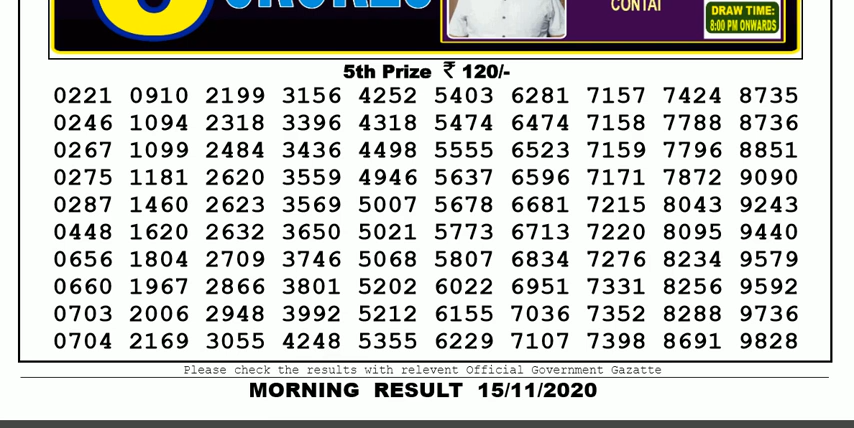 CONTAI
DRAW TIME:
8:00 PM ONWARDS
5th Prize ₹ 120/-
0221 0910 2199 3156 4252 5403 6281 7157 7424 8735
0246 1094 2318 3396 4318 5474 6474 7158 7788 8736
0267 1099 2484 3436 4498 5555 6523 7159 7796 8851
0275 1181 2620 3559 4946 5637 6596 7171 7872 9090
0287 1460 2623 3569 5007 5678 6681 7215 8043 9243
0448 1620 2632 3650 5021 5773 6713 7220 8095 9440
0656 1804 2709 3746 5068 5807 6834 7276 8234 9579
0660 1967 2866 3801 5202 6022 6951 7331 8256 9592
0703 2006 2948 3992 5212 6155 7036 7352 8288 9736
0704 2169 3055 4248 5355 6229 7107 7398 8691 9828
Please check the results with relevent Official Government Gazatte
MORNING RESULT 15/11/2020